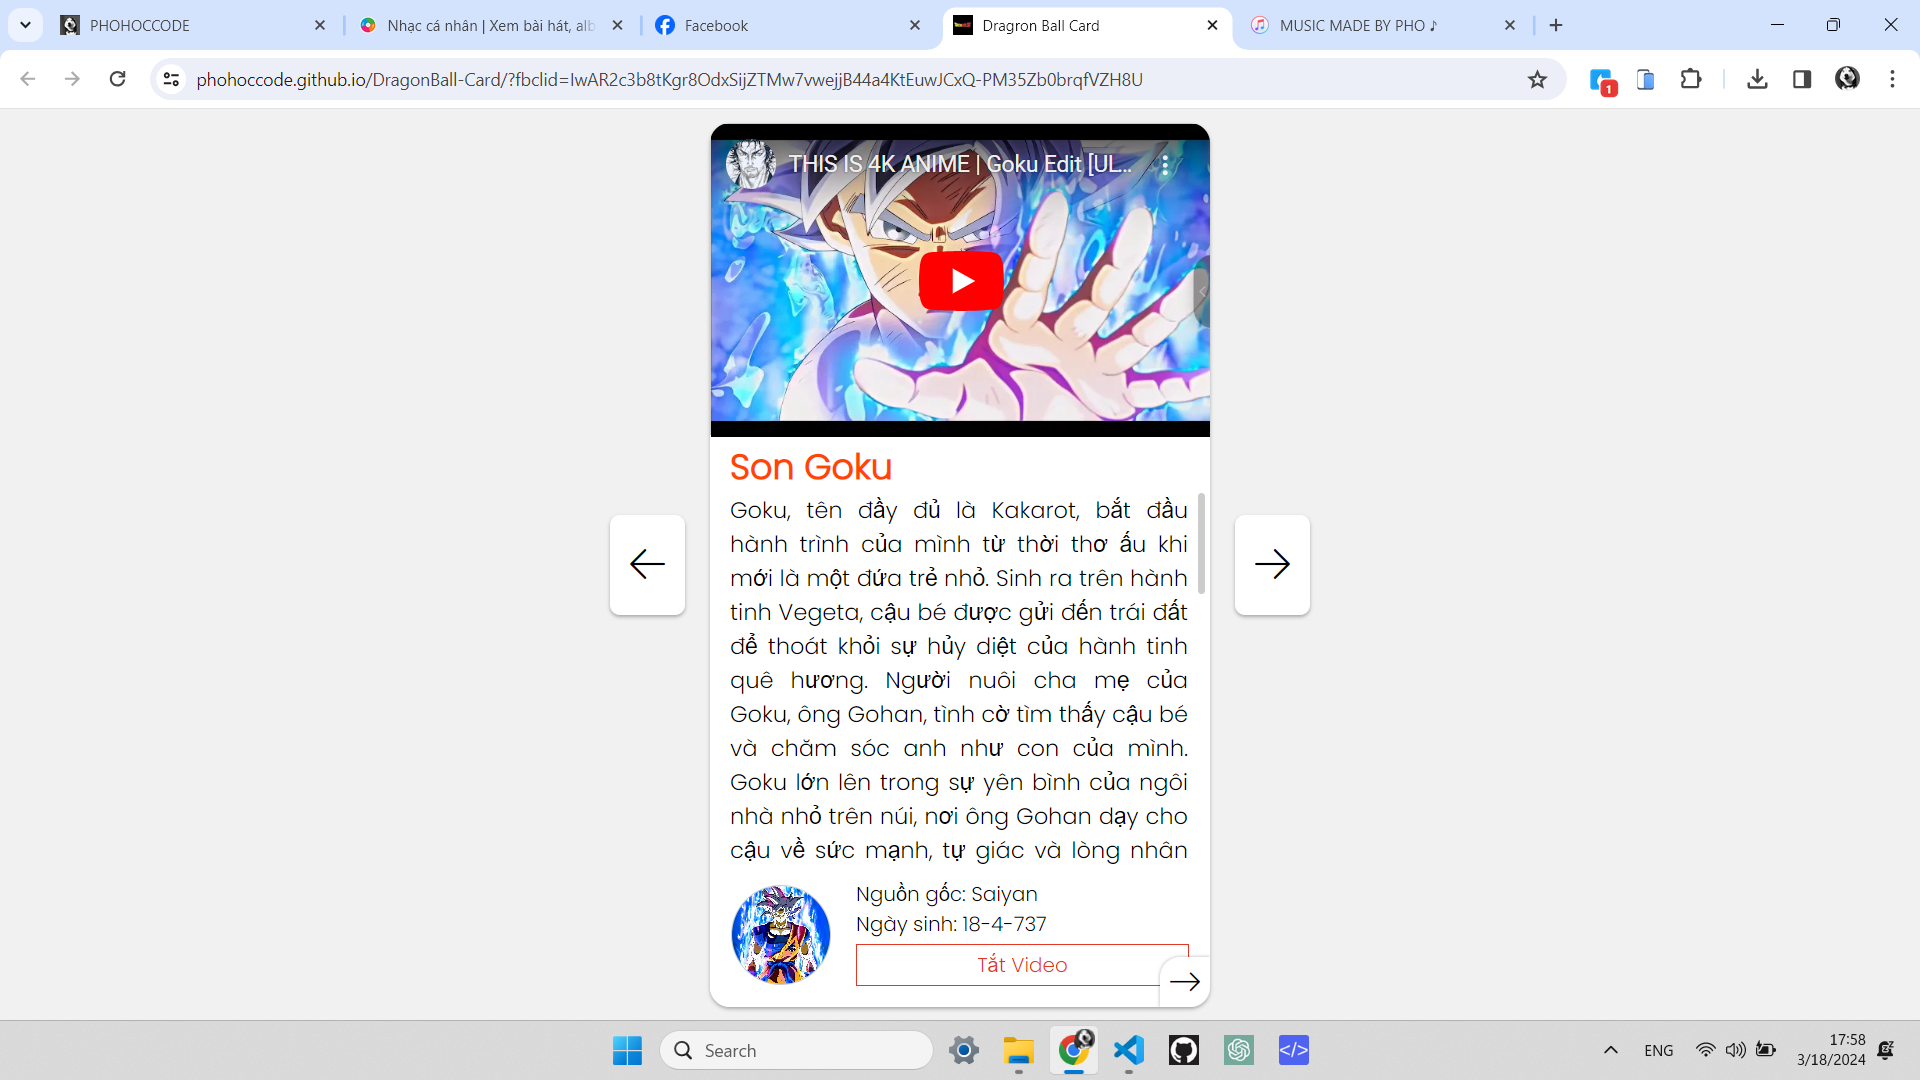 PHOHOCCODE
Nhạc cá nhân | Xem bài hát, alb
Facebook
Dragron Ball Card
MUSIC MADE BY PHO ♪
phohoccode.github.io/DragonBall-Card/?fbclid=IwAR2c3b8tKgr8OdxSijZTMw7vwejjB44a4KtEuwJCxQ-PM35Zb0brqfVZH8U
1
THIS IS 4K ANIME | Goku Edit [UL...
Son Goku
Goku, tên đầy đủ là Kakarot, bắt đầu
hành trình của mình từ thời thơ ấu khi
mới là một đứa trẻ nhỏ. Sinh ra trên hành
tinh Vegeta, cậu bé được gửi đến trái đất
để thoát khỏi sự hủy diệt của hành tinh
quê hương. Người nuôi cha mẹ của
Goku, ông Gohan, tình cờ tìm thấy cậu bé
và chăm sóc anh như con của mình.
Goku lớn lên trong sự yên bình của ngôi
nhà nhỏ trên núi, nơi ông Gohan dạy cho
cậu về sức mạnh, tự giác và lòng nhân
Nguồn gốc: Saiyan
Ngày sinh: 18-4-737
Tắt Video
Search
ENG
17:58
3/18/2024